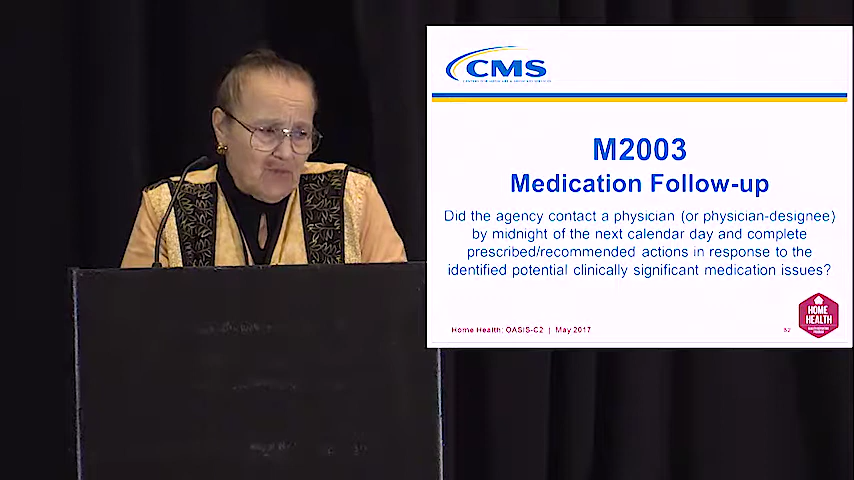 CMS
M2003
Medication Follow-up
Did the agency contact a physician (or physician-designee)
by midnight of the next calendar day and complete
prescribed/recommended actions in response to the
identified potential clinically significant medication issues?
HOME
HEALTH
Home Health: OASIS-C2 | May 2017